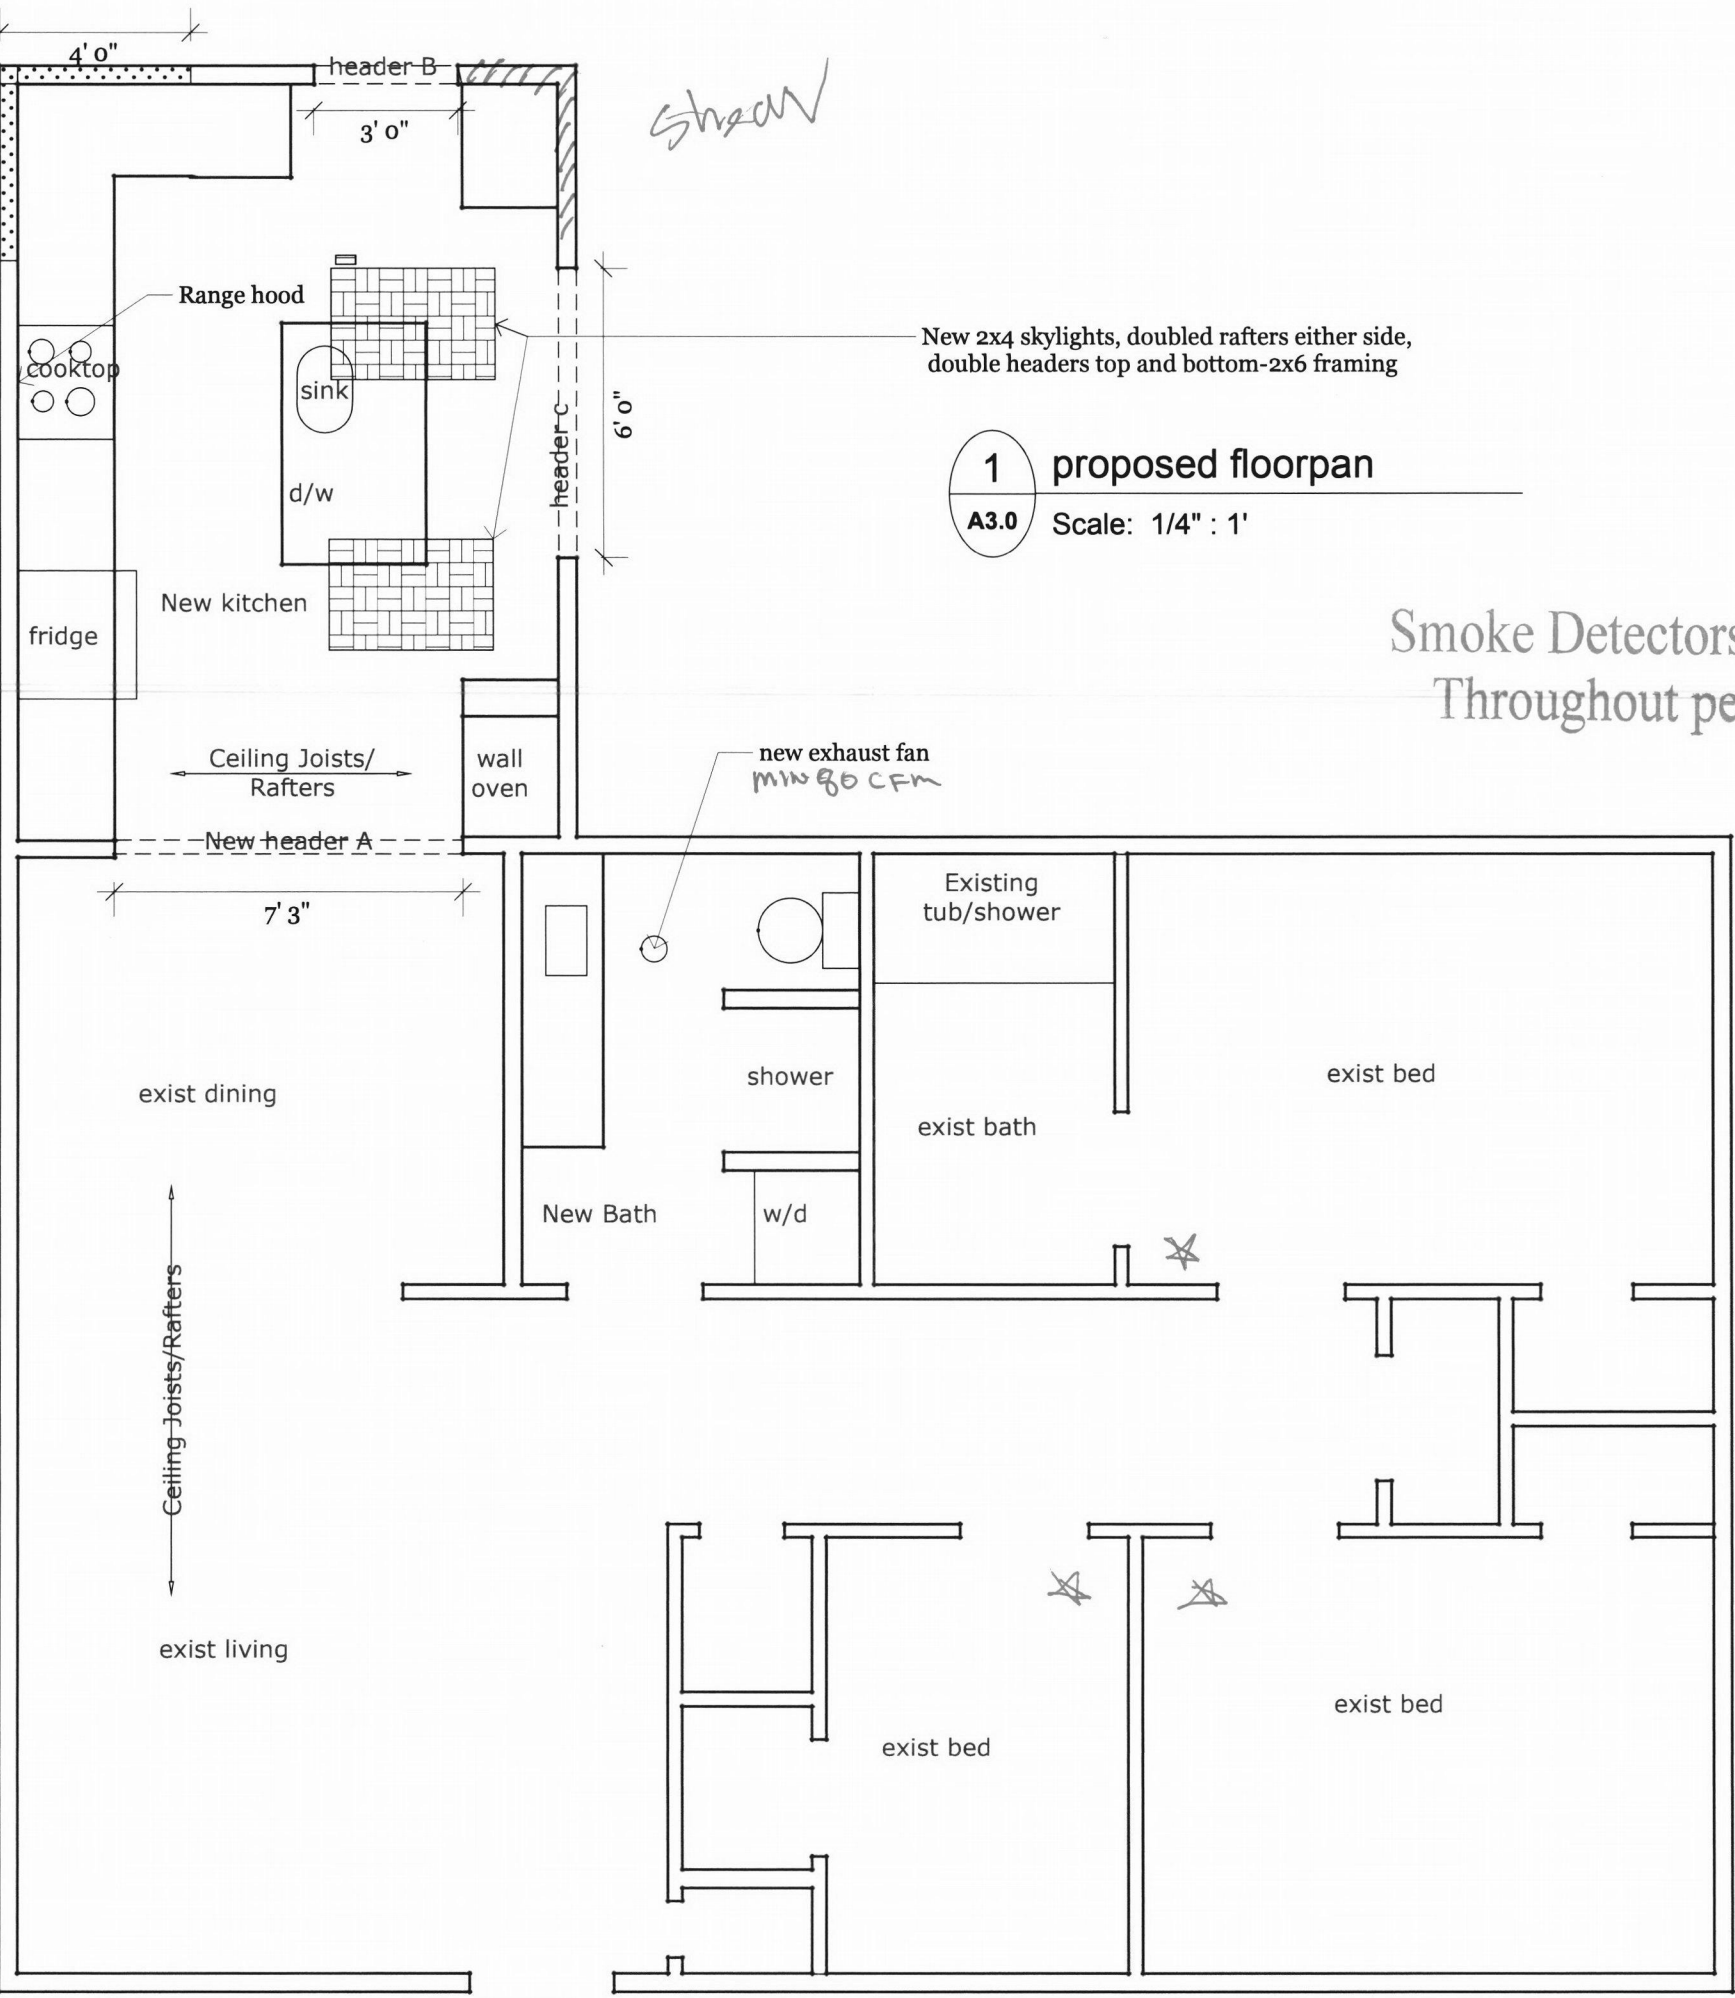 4' 0"
header B
3' 0"
shear
Range hood
cooktop
sink
d/w
header C
6' 0"
New 2x4 skylights, doubled rafters either side,
double headers top and bottom-2x6 framing
1
proposed floorpan
A3.0
Scale: 1/4" : 1'
New kitchen
fridge
Smoke Detectors
Throughout pe
Ceiling Joists/
Rafters
wall
oven
new exhaust fan
MIN 80 CFM
New header A
7' 3"
Existing
tub/shower
exist dining
shower
exist bath
exist bed
New Bath
w/d
Ceiling Joists/Rafters
exist living
exist bed
exist bed